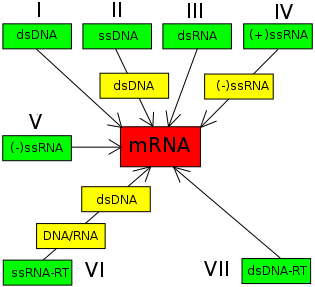 I II III IV
dsDNA ssDNA dsRNA (+)ssRNA
dsDNA (-)ssRNA
V
(-)ssRNA mRNA
dsDNA
DNA/RNA
ssRNA-RT VI VII dsDNA-RT